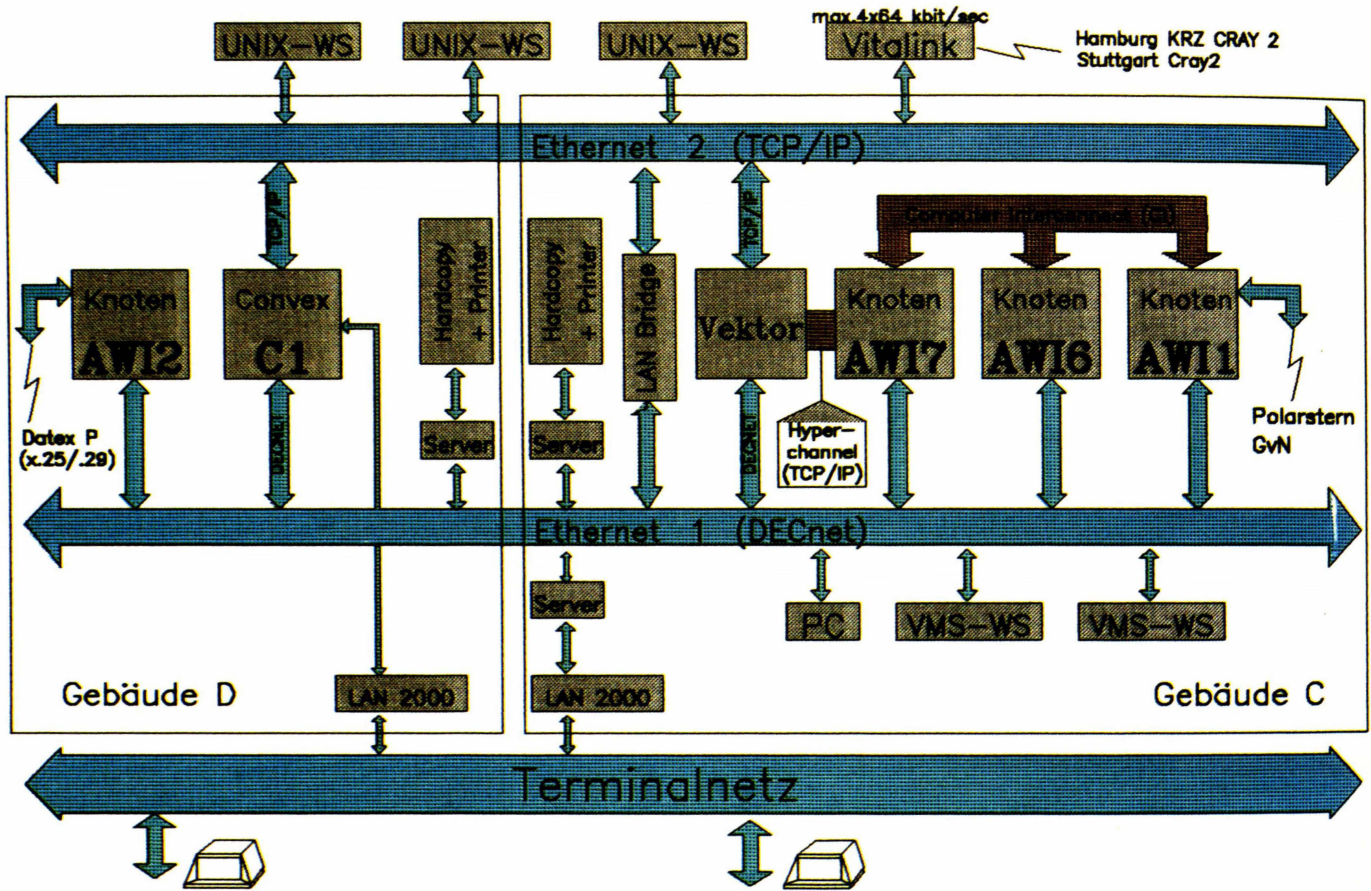 max.4x64 kbit/sec
UNIX-WS
UNIX-WS
UNIX-WS
Vitalink
Hamburg KRZ CRAY 2
Stuttgart Cray2
Ethernet 2 (TCP/IP)
TCP/IP
TCP/IP
Computer Interconnect (CI)
Knoten
AWI2
Convex
C1
Hardcopy
+ Printer
Hardcopy
+ Printer
LAN Bridge
Vektor
Knoten
AWI7
Knoten
AWI6
Knoten
AWI1
Datex P
(x.25/.29)
DECNET
Server
Server
DECNET
Hyper-
channel
(TCP/IP)
Polarstern
GvN
Ethernet 1 (DECnet)
Server
PC
VMS-WS
VMS-WS
Gebäude D
LAN 2000
LAN 2000
Gebäude C
Terminalnetz